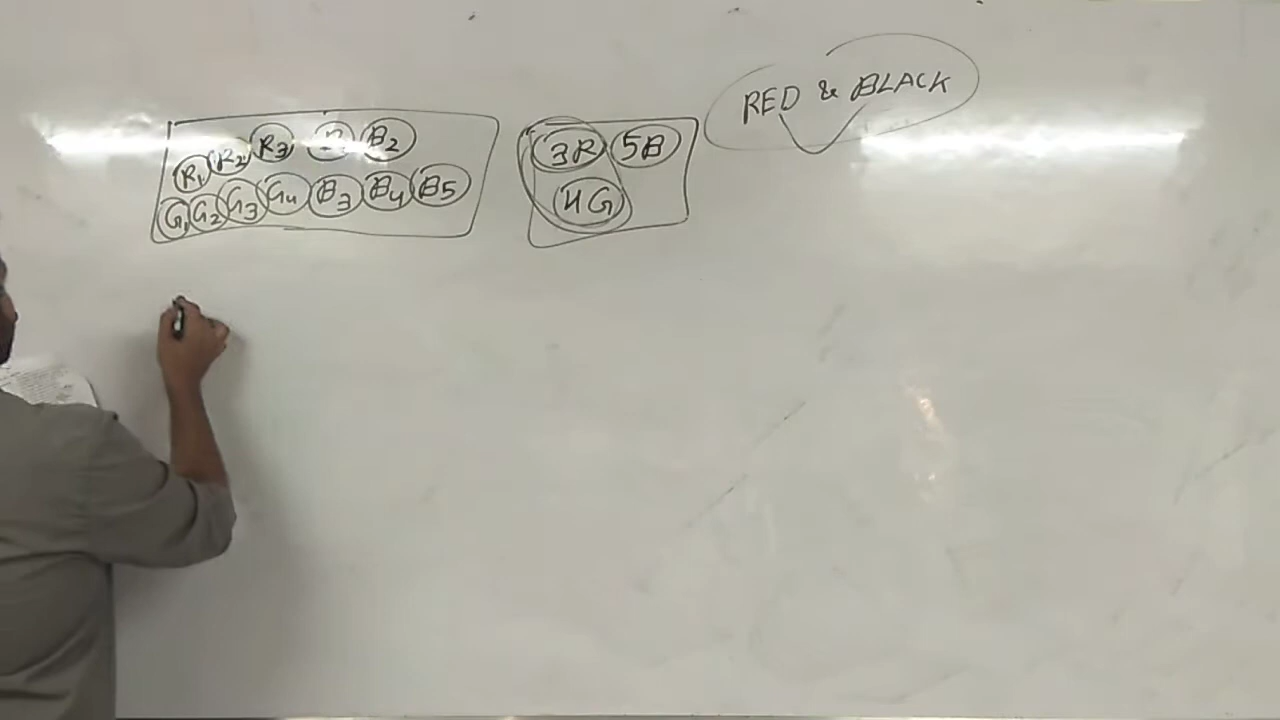 RED & BLACK
R1 R2 R3 B2
G1 G2 G3 G4 B3 B4 B5
3R 5B
4G